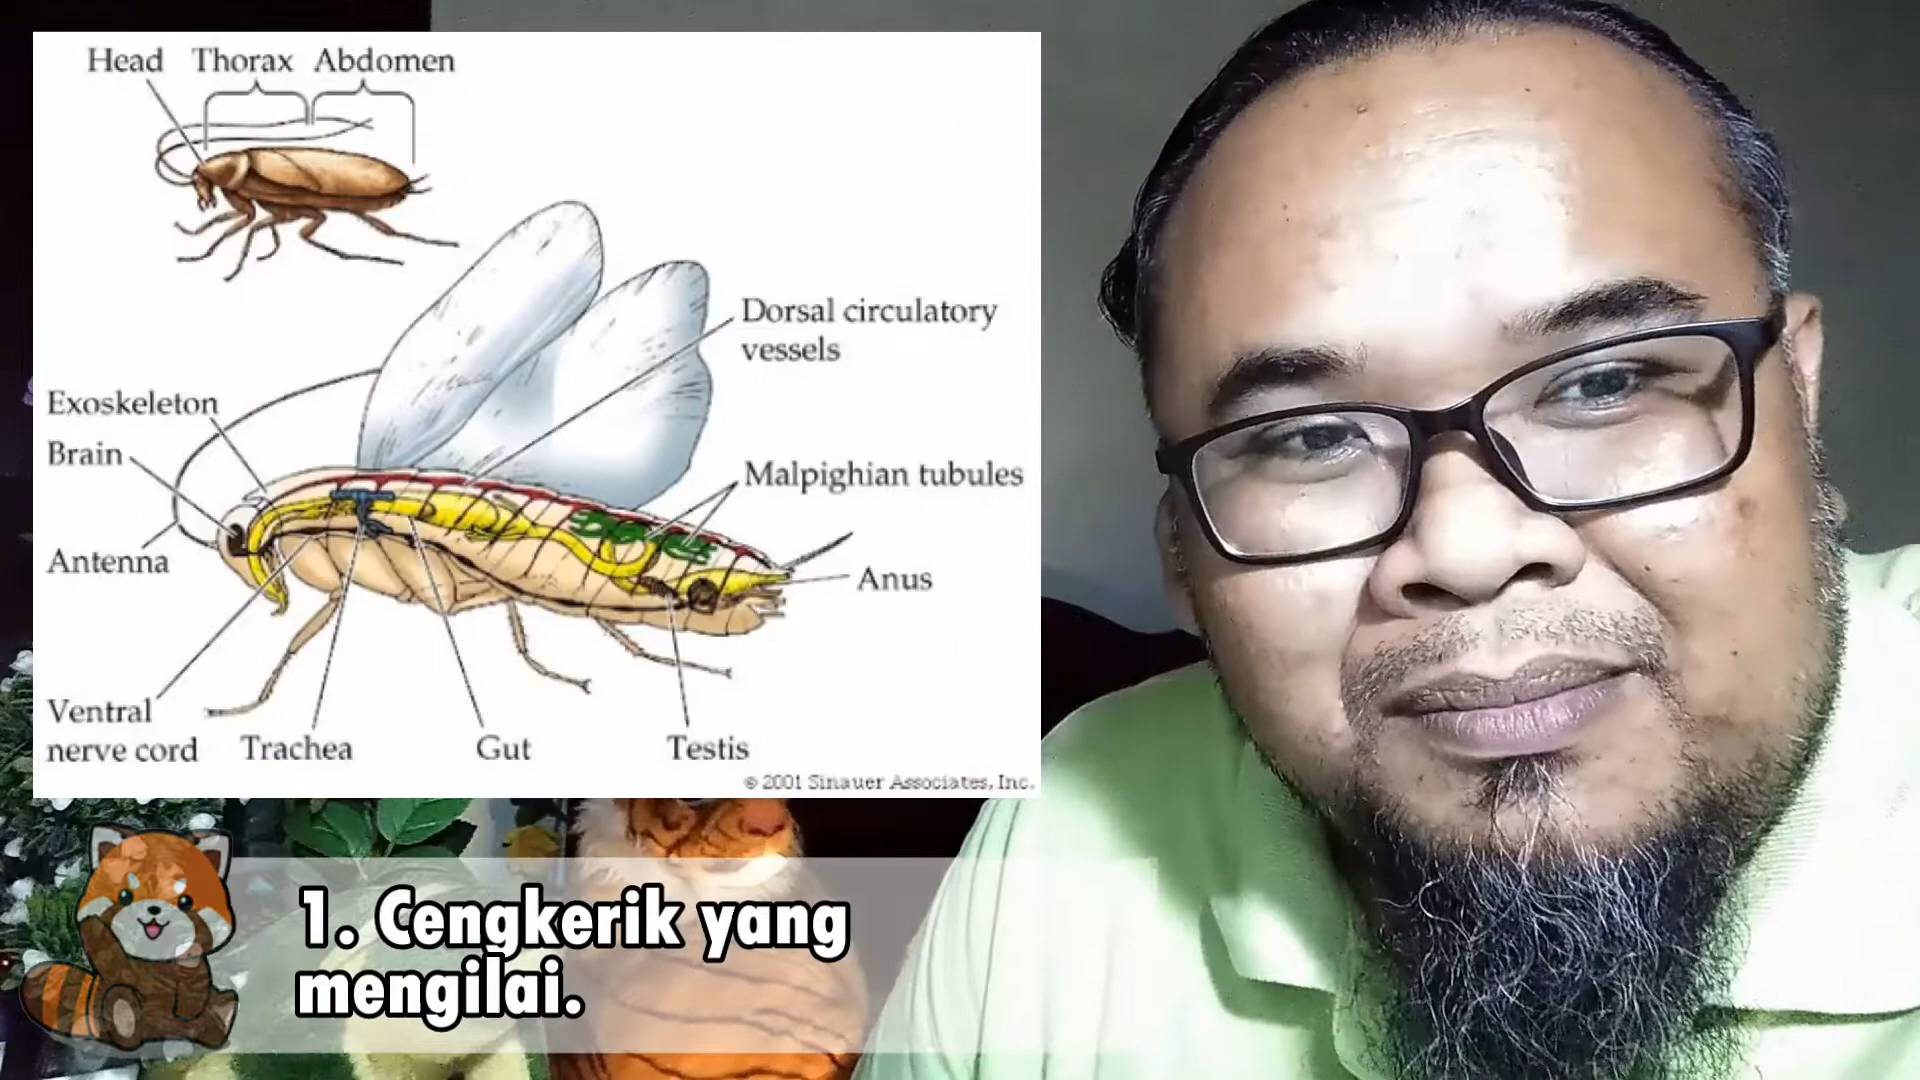 Head Thorax Abdomen
Dorsal circulatory
vessels
Exoskeleton
Brain
Malpighian tubules
Antenna
Anus
Ventral
nerve cord
Trachea
Gut
Testis
© 2001 Sinauer Associates, Inc.
1. Cengkerik yang
mengilai.